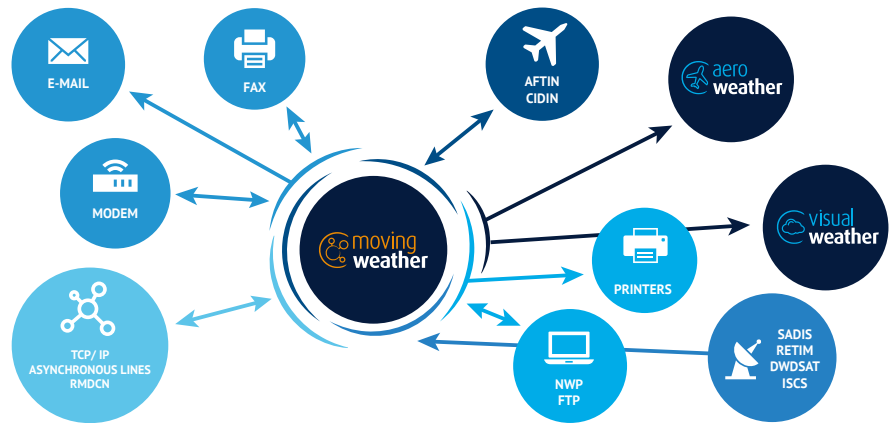 E-MAIL
FAX
AFTIN
CIDIN
aero
weather
MODEM
moving
weather
visual
weather
PRINTERS
TCP/ IP
ASYNCHRONOUS LINES
RMDCN
NWP
FTP
SADIS
RETIM
DWDSAT
ISCS